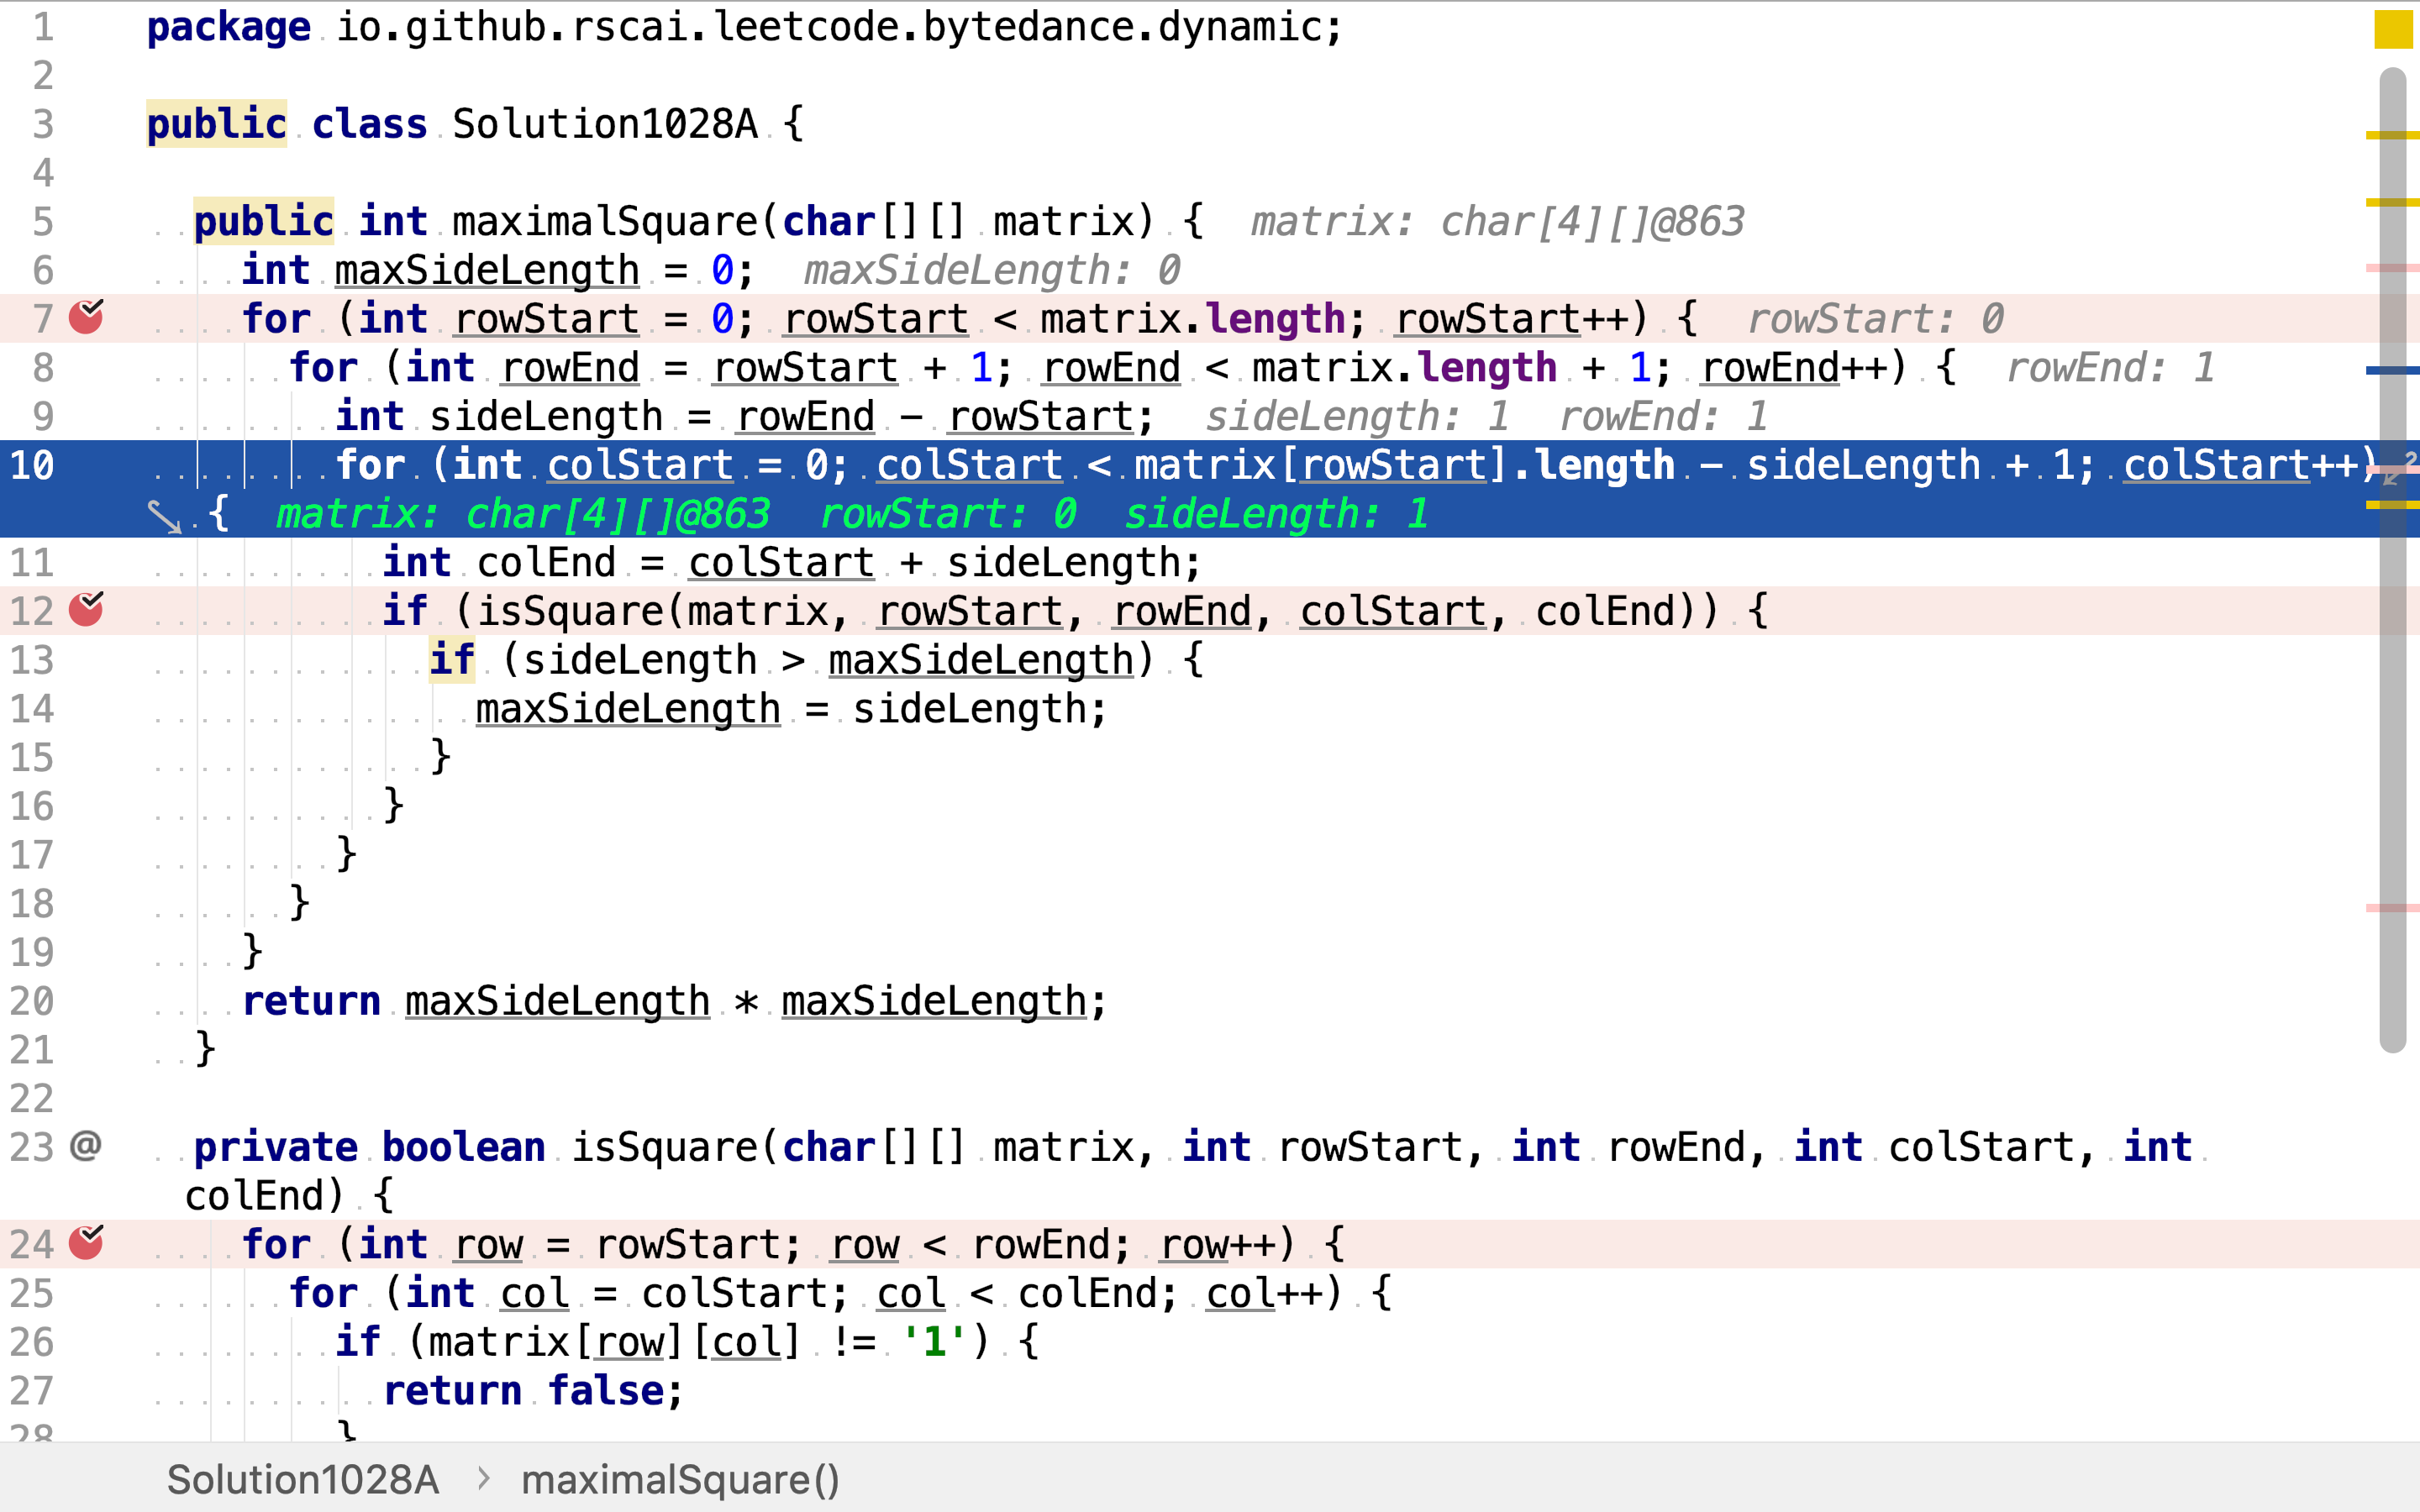 1 package io.github.rscai.leetcode.bytedance.dynamic;
2
3 public class Solution1028A {
4
5 public int maximalSquare(char[][] matrix) { matrix: char[4][]@863
6 int maxSideLength = 0; maxSideLength: 0
7 for (int rowStart = 0; rowStart < matrix.length; rowStart++) { rowStart: 0
8 for (int rowEnd = rowStart + 1; rowEnd < matrix.length + 1; rowEnd++) { rowEnd: 1
9 int sideLength = rowEnd - rowStart; sideLength: 1 rowEnd: 1
10 for (int colStart = 0; colStart < matrix[rowStart].length - sideLength + 1; colStart++)
{ matrix: char[4][]@863 rowStart: 0 sideLength: 1
11 int colEnd = colStart + sideLength;
12 if (isSquare(matrix, rowStart, rowEnd, colStart, colEnd)) {
13 if (sideLength > maxSideLength) {
14 maxSideLength = sideLength;
15 }
16 }
17 }
18 }
19 }
20 return maxSideLength * maxSideLength;
21 }
22
23 @ private boolean isSquare(char[][] matrix, int rowStart, int rowEnd, int colStart, int
colEnd) {
24 for (int row = rowStart; row < rowEnd; row++) {
25 for (int col = colStart; col < colEnd; col++) {
26 if (matrix[row][col] != '1') {
27 return false;
28 }
Solution1028A > maximalSquare()